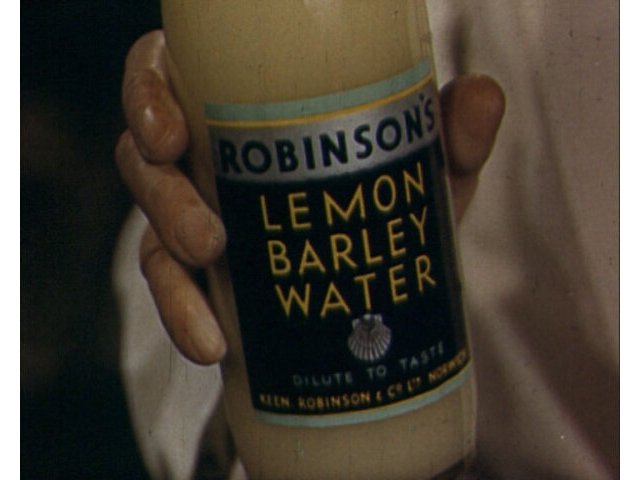 ROBINSON'S
LEMON
BARLEY
WATER
DILUTE TO TASTE
KEEN, ROBINSON & Co LTD. NORWICH